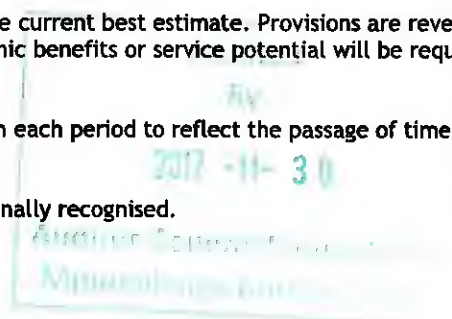 e current best estimate. Provisions are reve
nic benefits or service potential will be requ
By
n each period to reflect the passage of time
2017 -11- 30
nally recognised.